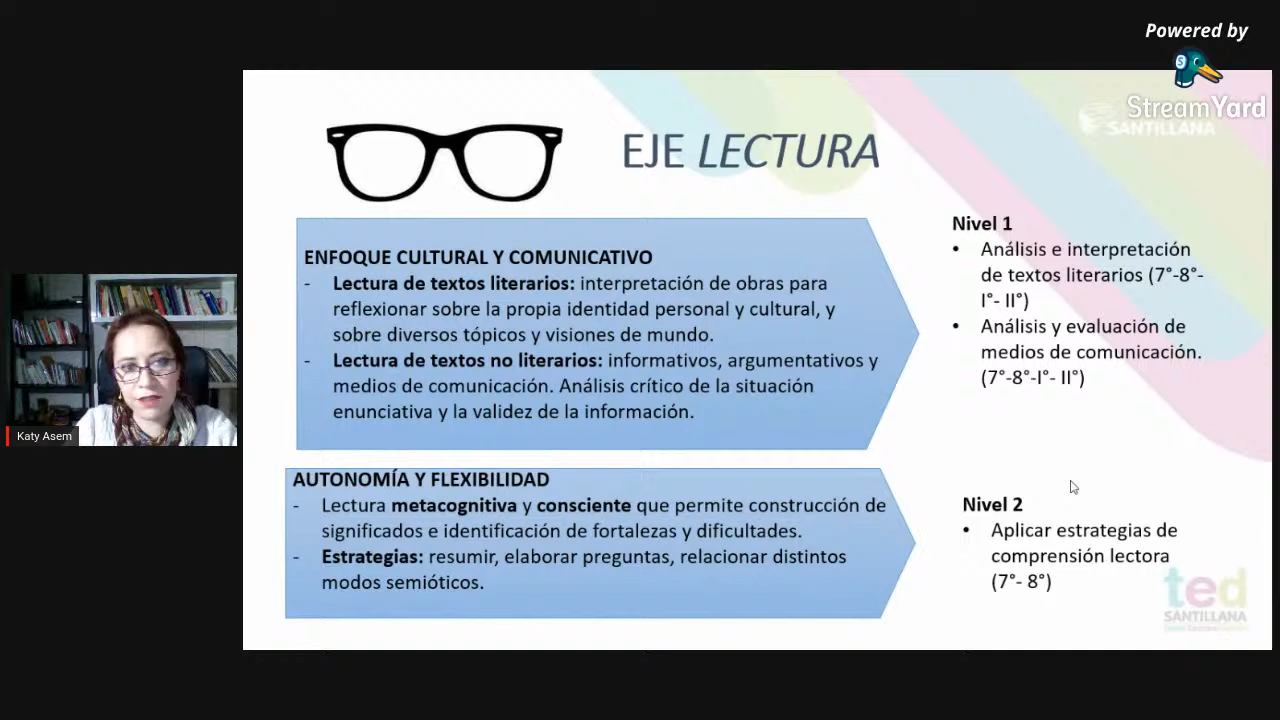 Powered by
StreamYard
SANTILLANA
EJE LECTURA
ENFOQUE CULTURAL Y COMUNICATIVO
- Lectura de textos literarios: interpretación de obras para
reflexionar sobre la propia identidad personal y cultural, y
sobre diversos tópicos y visiones de mundo.
- Lectura de textos no literarios: informativos, argumentativos y
medios de comunicación. Análisis crítico de la situación
enunciativa y la validez de la información.
Nivel 1
• Análisis e interpretación
de textos literarios (7°-8°-
I°- II°)
• Análisis y evaluación de
medios de comunicación.
(7°-8°-I°- II°)
Katy Asem
AUTONOMÍA Y FLEXIBILIDAD
- Lectura metacognitiva y consciente que permite construcción de
significados e identificación de fortalezas y dificultades.
- Estrategias: resumir, elaborar preguntas, relacionar distintos
modos semióticos.
Nivel 2
• Aplicar estrategias de
comprensión lectora
(7°- 8°)
ted
SANTILLANA